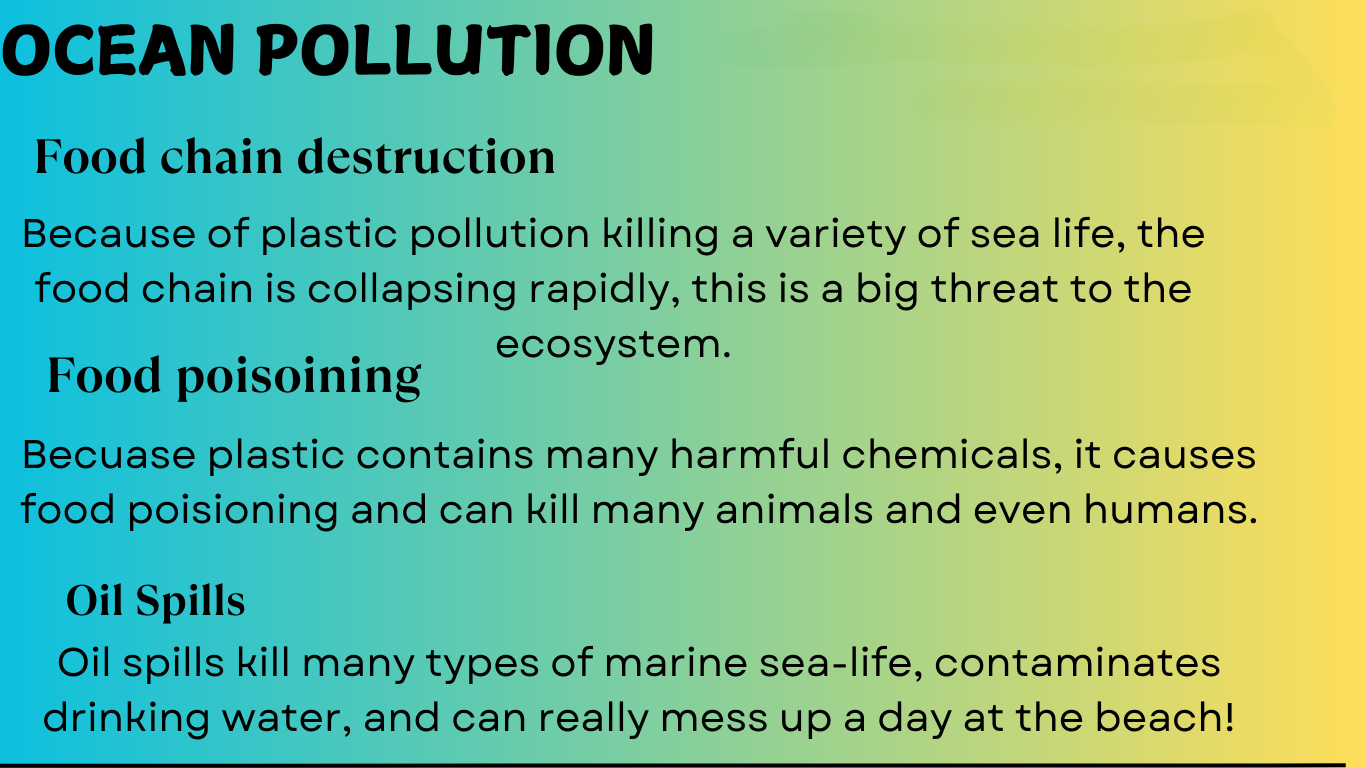 OCEAN POLLUTION
Food chain destruction
Because of plastic pollution killing a variety of sea life, the
food chain is collapsing rapidly, this is a big threat to the
ecosystem.
Food poisoining
Becuase plastic contains many harmful chemicals, it causes
food poisioning and can kill many animals and even humans.
Oil Spills
Oil spills kill many types of marine sea-life, contaminates
drinking water, and can really mess up a day at the beach!